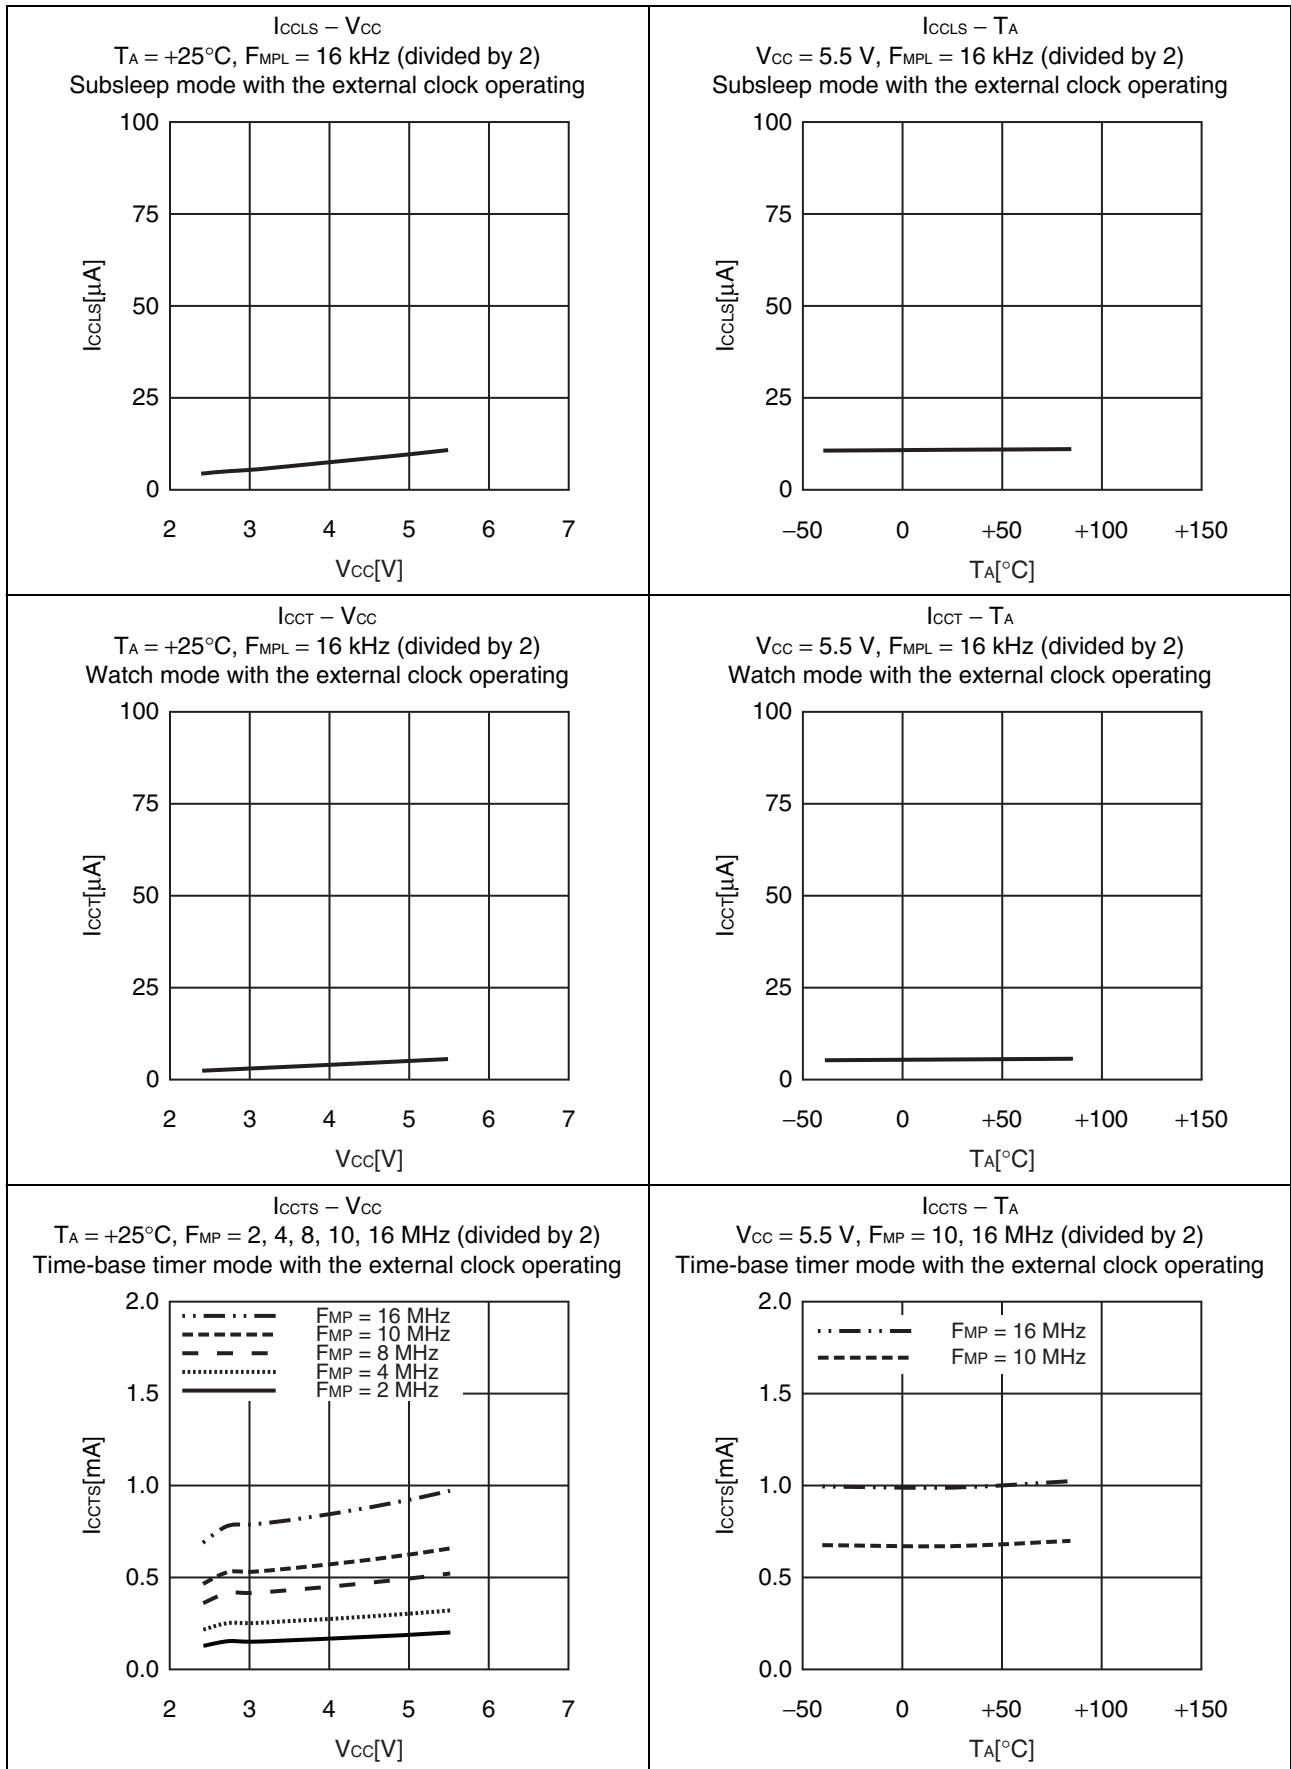 ICCLS – VCC
TA = +25°C, FMPL = 16 kHz (divided by 2)
Subsleep mode with the external clock operating
100
75
50
25
0
ICCLS[μA]
2 3 4 5 6 7
VCC[V]
ICCLS – TA
VCC = 5.5 V, FMPL = 16 kHz (divided by 2)
Subsleep mode with the external clock operating
100
75
50
25
0
ICCLS[μA]
−50 0 +50 +100 +150
TA[°C]
ICCT – VCC
TA = +25°C, FMPL = 16 kHz (divided by 2)
Watch mode with the external clock operating
100
75
50
25
0
ICCT[μA]
2 3 4 5 6 7
VCC[V]
ICCT – TA
VCC = 5.5 V, FMPL = 16 kHz (divided by 2)
Watch mode with the external clock operating
100
75
50
25
0
ICCT[μA]
−50 0 +50 +100 +150
TA[°C]
ICCTS – VCC
TA = +25°C, FMP = 2, 4, 8, 10, 16 MHz (divided by 2)
Time-base timer mode with the external clock operating
2.0
1.5
1.0
0.5
0.0
ICCTS[mA]
FMP = 16 MHz
FMP = 10 MHz
FMP = 8 MHz
FMP = 4 MHz
FMP = 2 MHz
2 3 4 5 6 7
VCC[V]
ICCTS – TA
VCC = 5.5 V, FMP = 10, 16 MHz (divided by 2)
Time-base timer mode with the external clock operating
2.0
1.5
1.0
0.5
0.0
ICCTS[mA]
FMP = 16 MHz
FMP = 10 MHz
−50 0 +50 +100 +150
TA[°C]